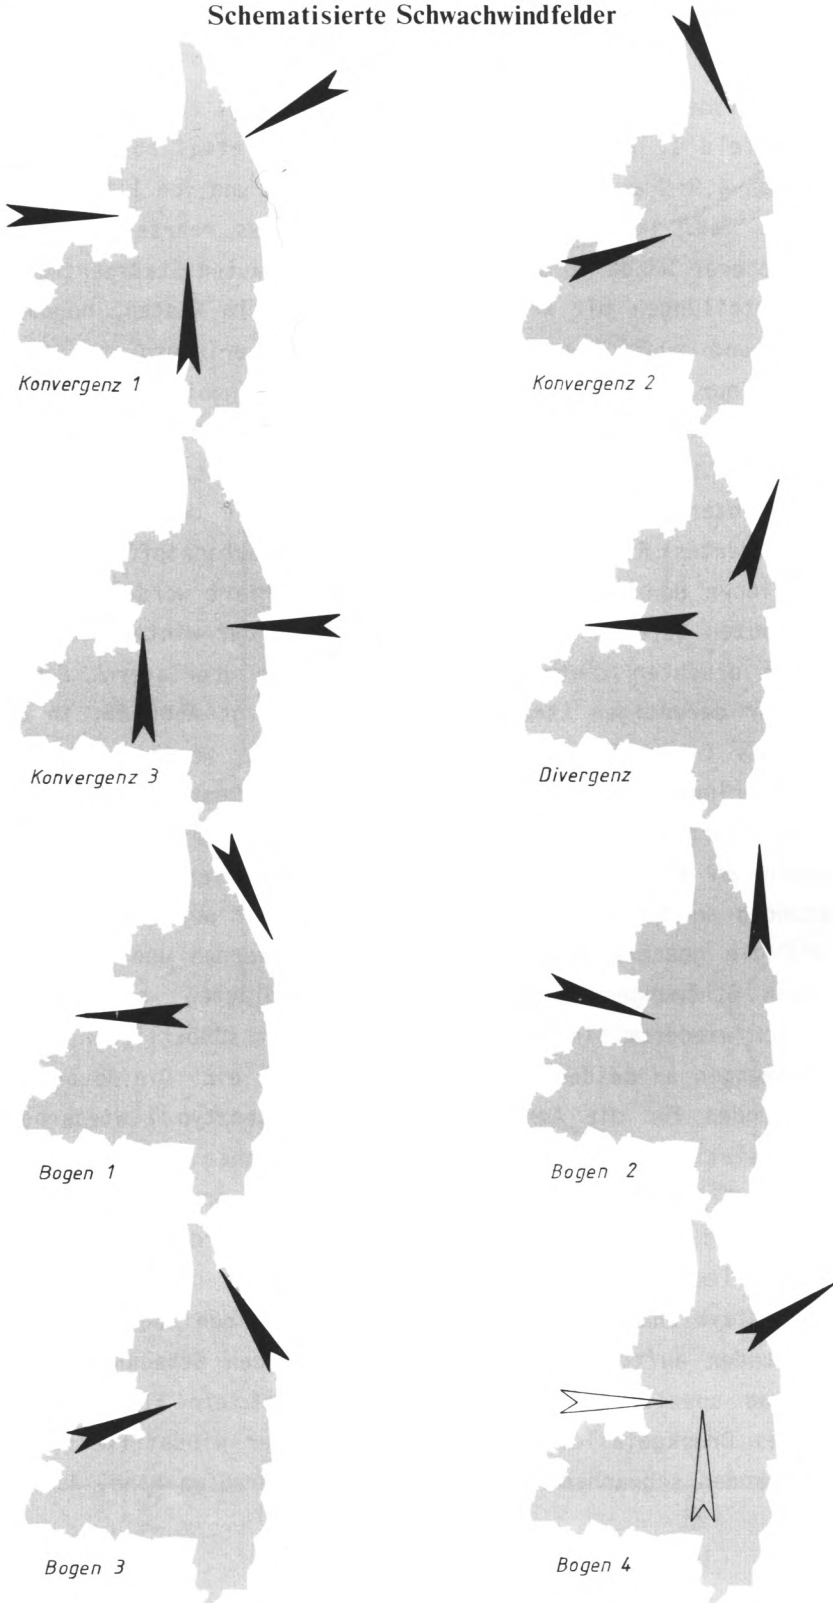 Schematisierte Schwachwindfelder
Konvergenz 1
Konvergenz 2
Konvergenz 3
Divergenz
Bogen 1
Bogen 2
Bogen 3
Bogen 4